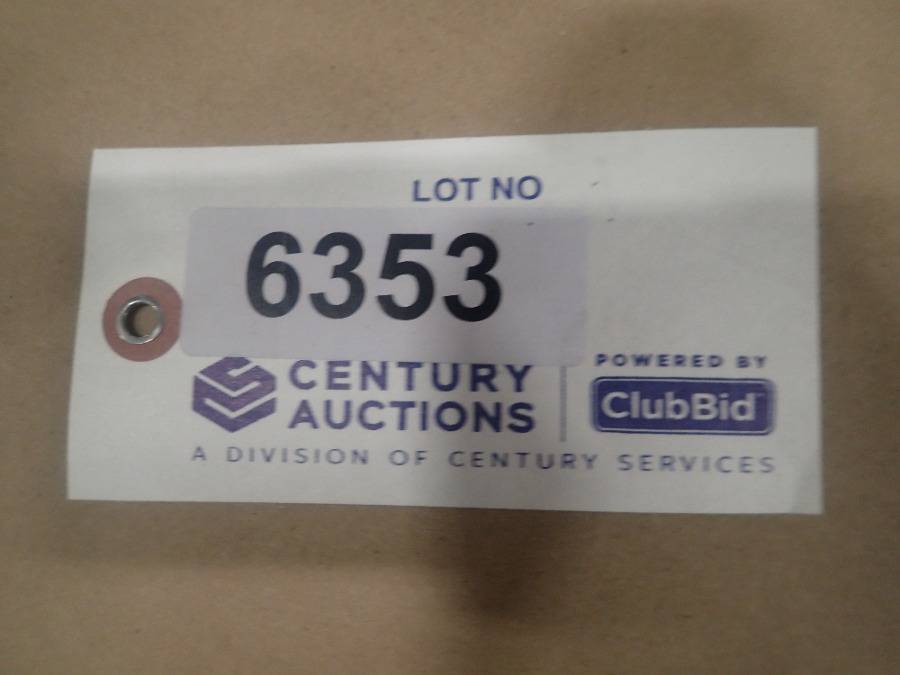 LOT NO
6353
CENTURY
AUCTIONS
POWERED BY
ClubBid
A DIVISION OF CENTURY SERVICES